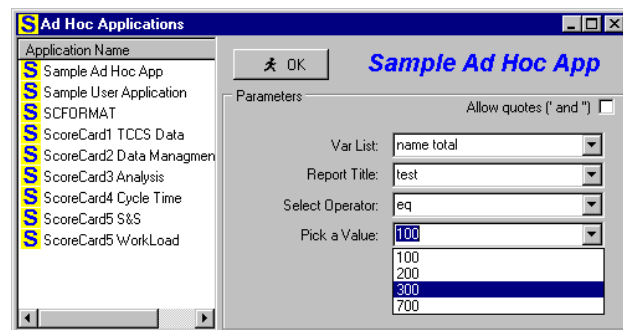 S Ad Hoc Applications
Application Name
S Sample Ad Hoc App
S Sample User Application
S SCFORMAT
S ScoreCard1 TCCS Data
S ScoreCard2 Data Managmen
S ScoreCard3 Analysis
S ScoreCard4 Cycle Time
S ScoreCard5 S&S
S ScoreCard5 WorkLoad
OK
Sample Ad Hoc App
Parameters
Allow quotes (' and ")
Var List: name total
Report Title: test
Select Operator: eq
Pick a Value: 100
100
200
300
700